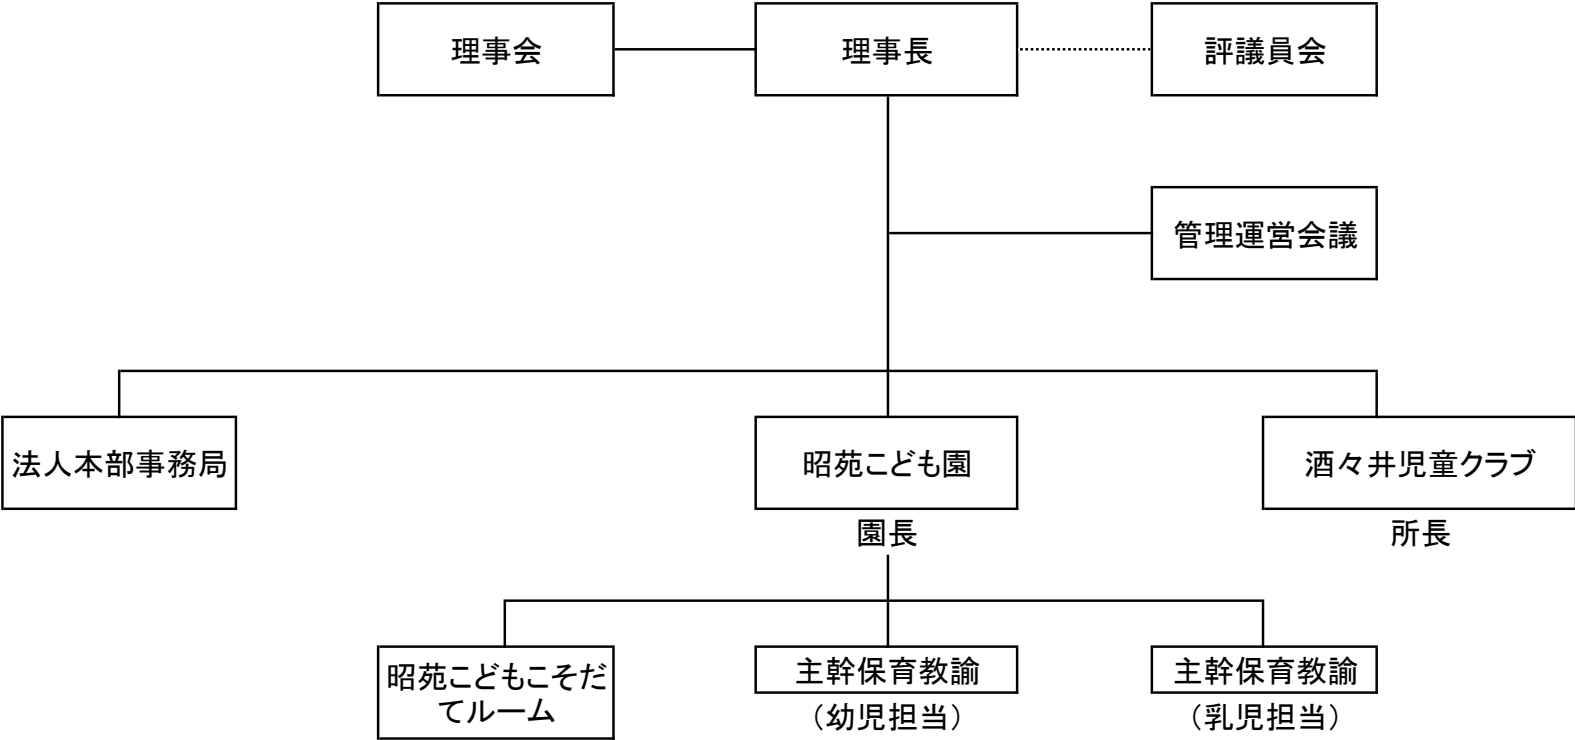 理事会
理事長
評議員会
管理運営会議
法人本部事務局
昭苑こども園
酒々井児童クラブ
園長
所長
昭苑こどもこそだ
てルーム
主幹保育教諭
（幼児担当）
主幹保育教諭
（乳児担当）